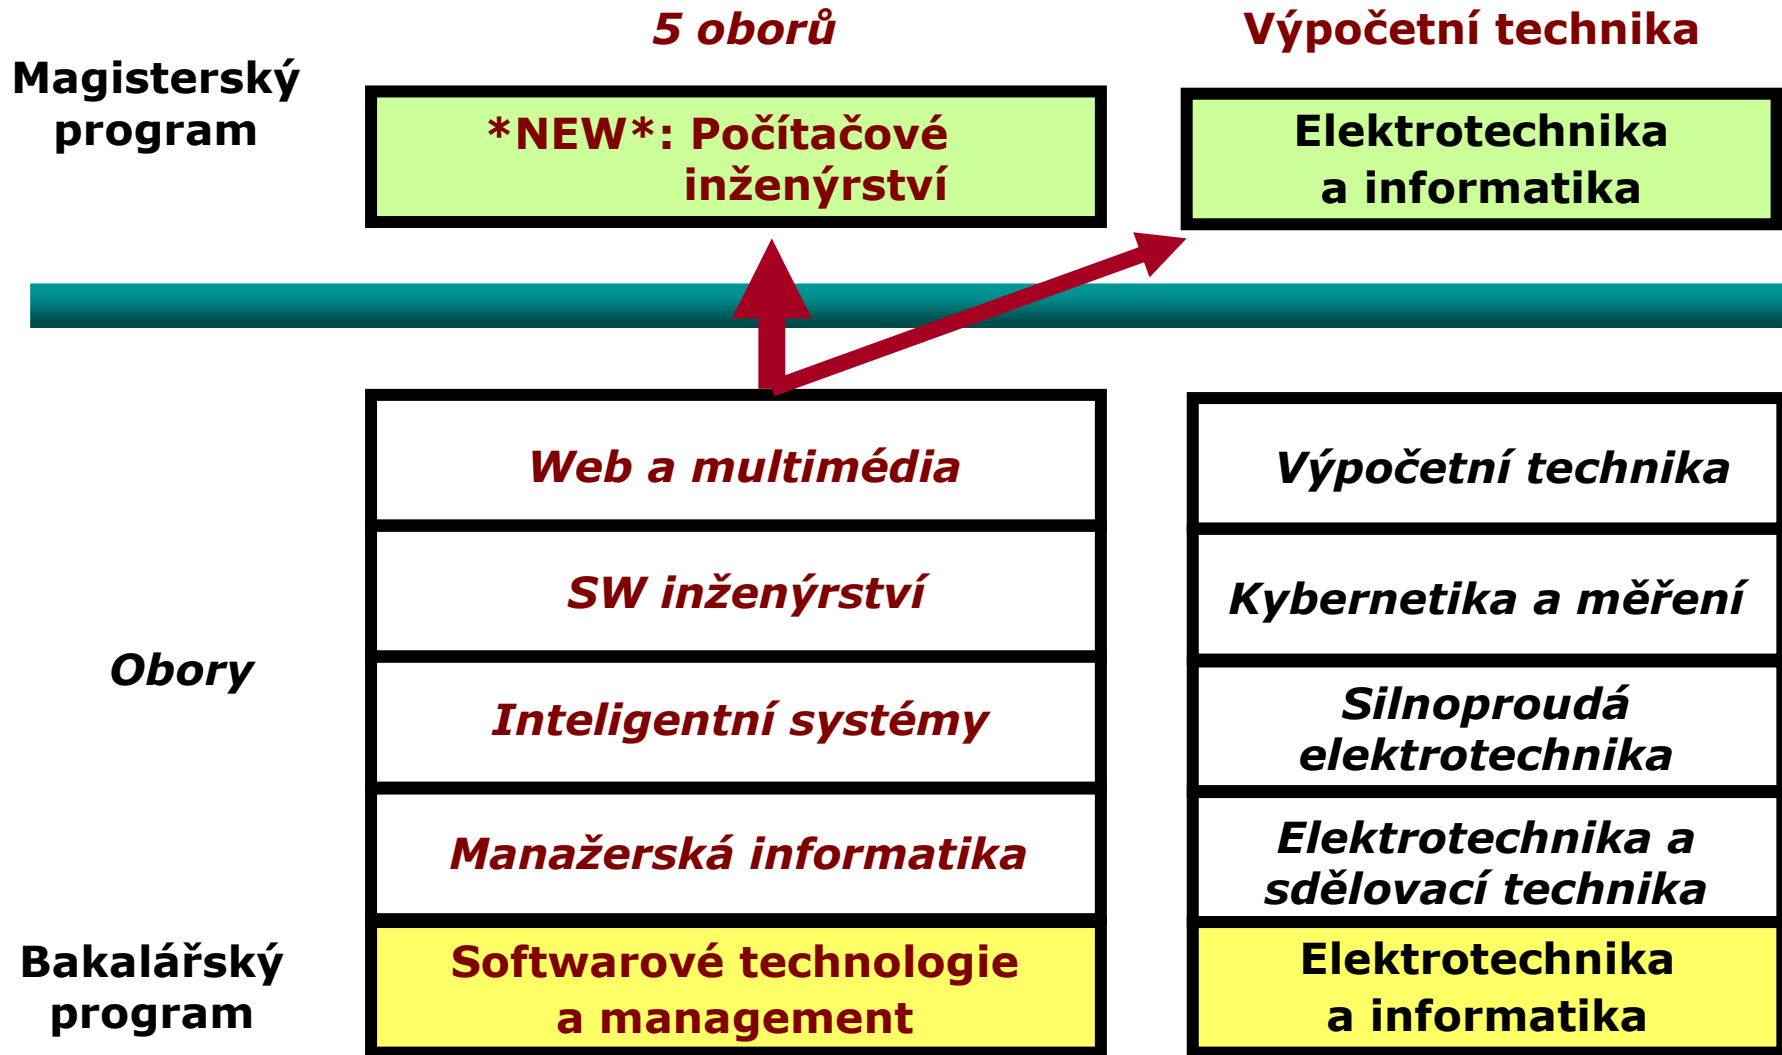 5 oborů
Výpočetní technika
Magisterský
program
*NEW*: Počítačové
inženýrství
Elektrotechnika
a informatika
Web a multimédia
Výpočetní technika
SW inženýrství
Kybernetika a měření
Obory
Inteligentní systémy
Silnoproudá
elektrotechnika
Manažerská informatika
Elektrotechnika a
sdělovací technika
Bakalářský
program
Softwarové technologie
a management
Elektrotechnika
a informatika